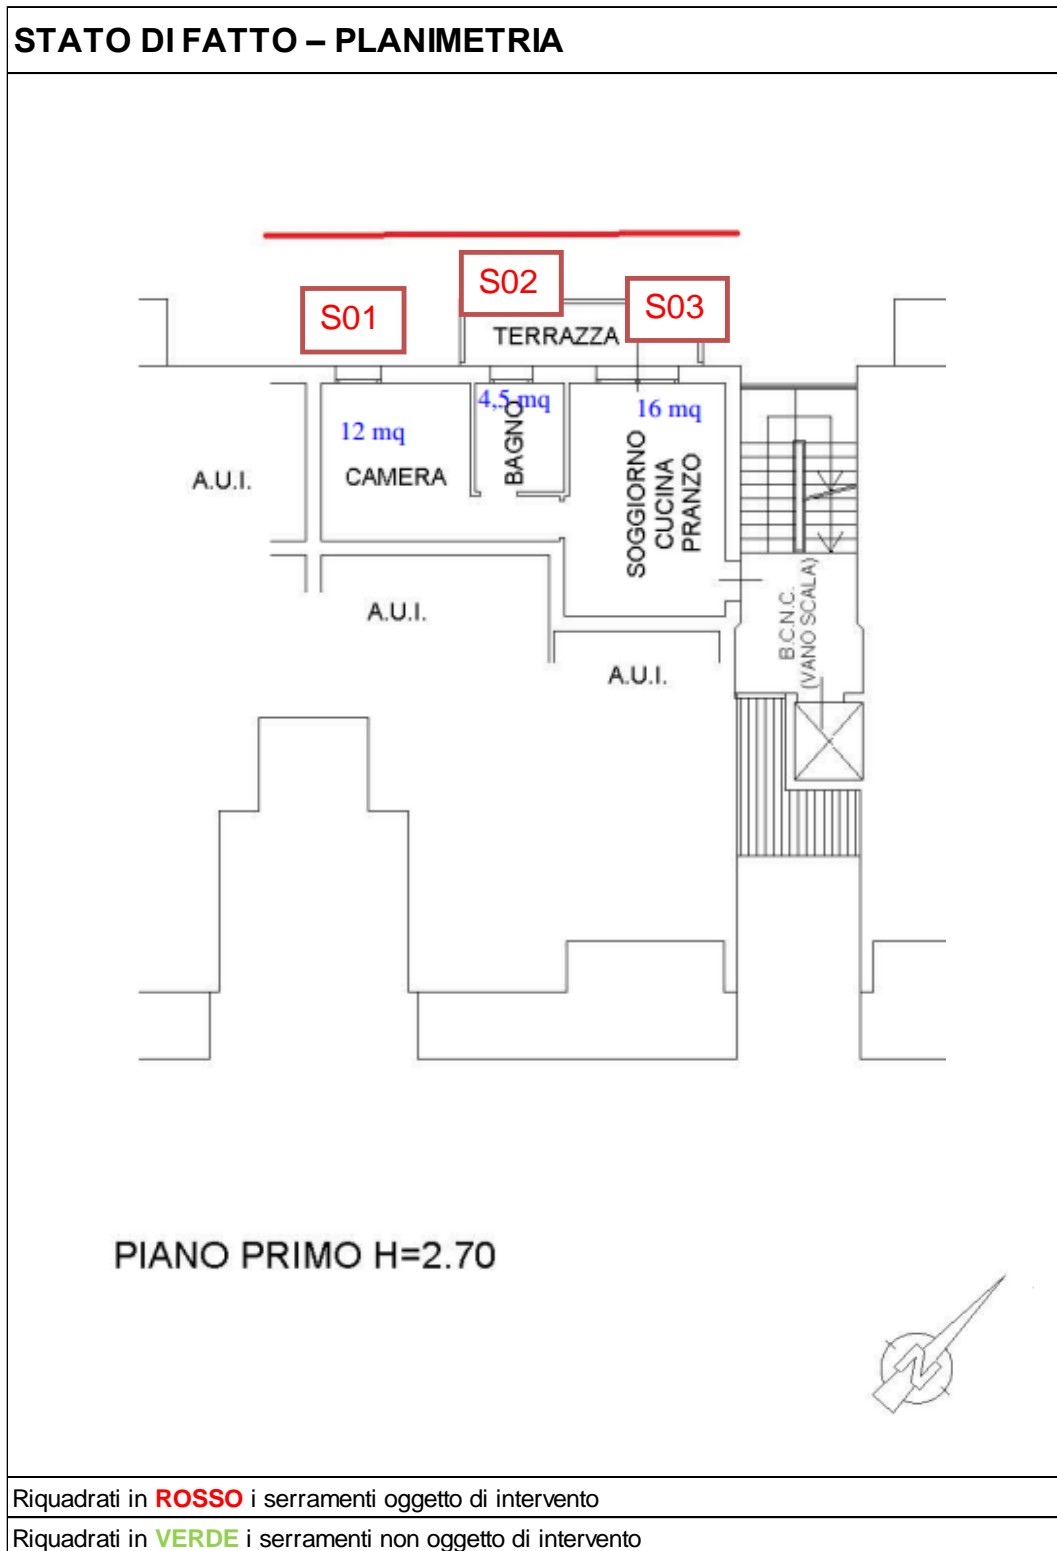 STATO DI FATTO – PLANIMETRIA
S01
S02
S03
TERRAZZA
12 mq
4,5 mq
16 mq
CAMERA
BAGNO
SOGGIORNO
CUCINA
PRANZO
A.U.I.
A.U.I.
A.U.I.
B.C.N.C.
(VANO SCALA)
PIANO PRIMO H=2.70
N
Riquadrati in ROSSO i serramenti oggetto di intervento
Riquadrati in VERDE i serramenti non oggetto di intervento